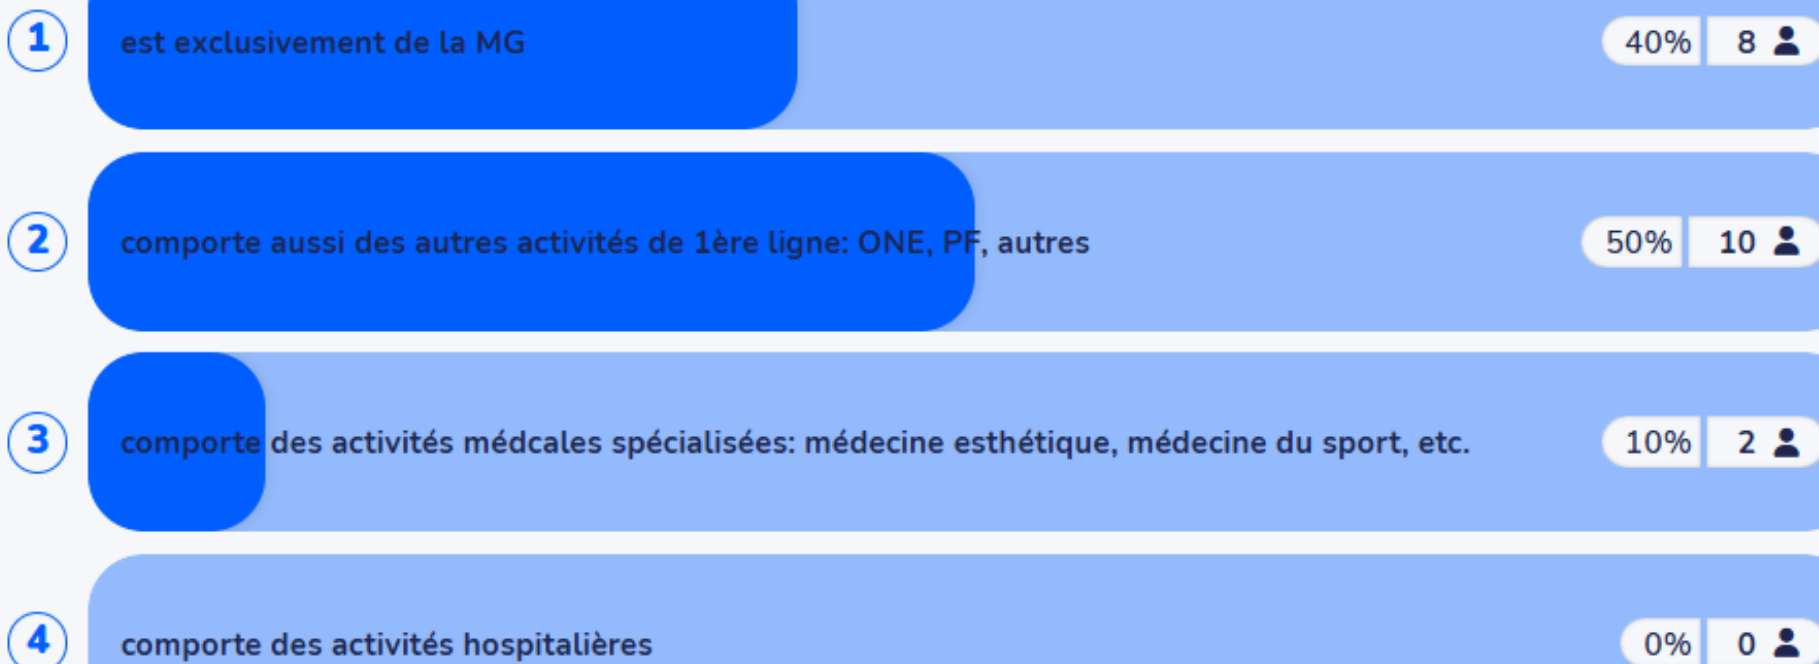 1 est exclusivement de la MG 40% 8
2 comporte aussi des autres activités de 1ère ligne: ONE, PF, autres 50% 10
3 comporte des activités médcales spécialisées: médecine esthétique, médecine du sport, etc. 10% 2
4 comporte des activités hospitalières 0% 0